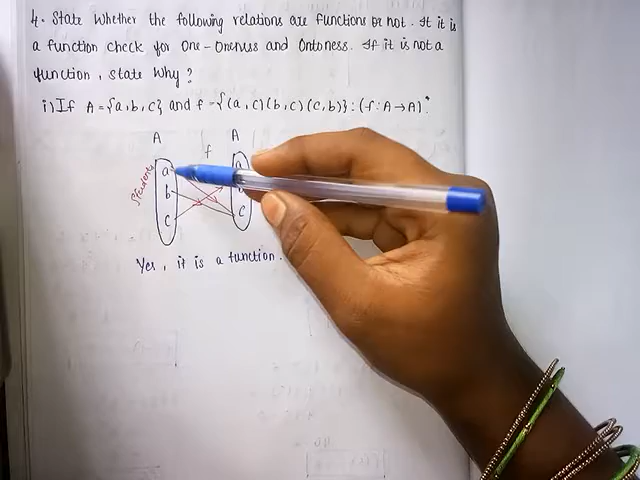 4. State Whether the following relations are functions or not. If it is
a function check for One-Oneness and Ontoness. If it is not a
function, state Why?
i) If A = {a, b, c} and f = {(a, c)(b, c)(c, b)}; (f: A → A).
A A
f
Students
a a
b b
c c
Yes, it is a function.